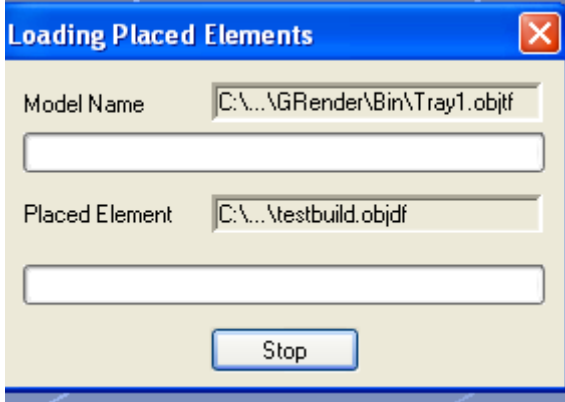 Loading Placed Elements
Model Name C:\...\GRender\Bin\Tray1.objtf
Placed Element C:\...\testbuild.objdf
Stop